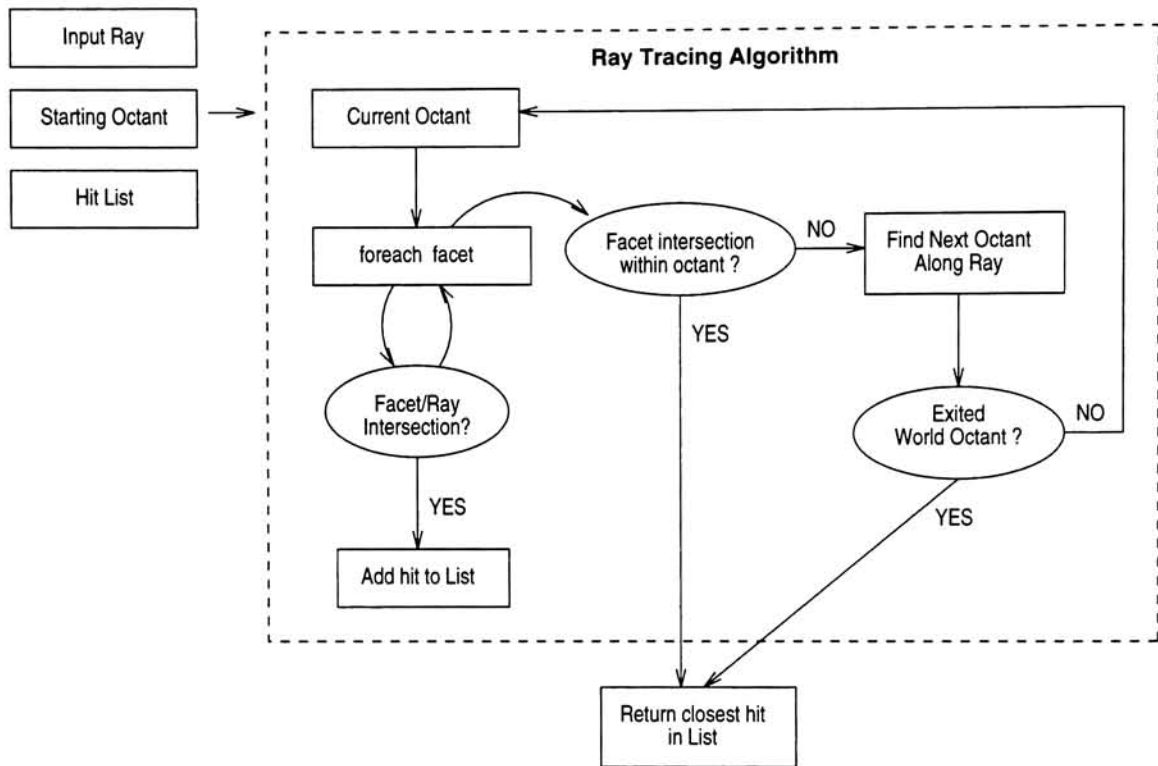 Input Ray
Starting Octant
Hit List
Ray Tracing Algorithm
Current Octant
foreach facet
Facet/Ray
Intersection?
YES
Add hit to List
Facet intersection
within octant ?
NO
YES
Find Next Octant
Along Ray
Exited
World Octant ?
NO
YES
Return closest hit
in List